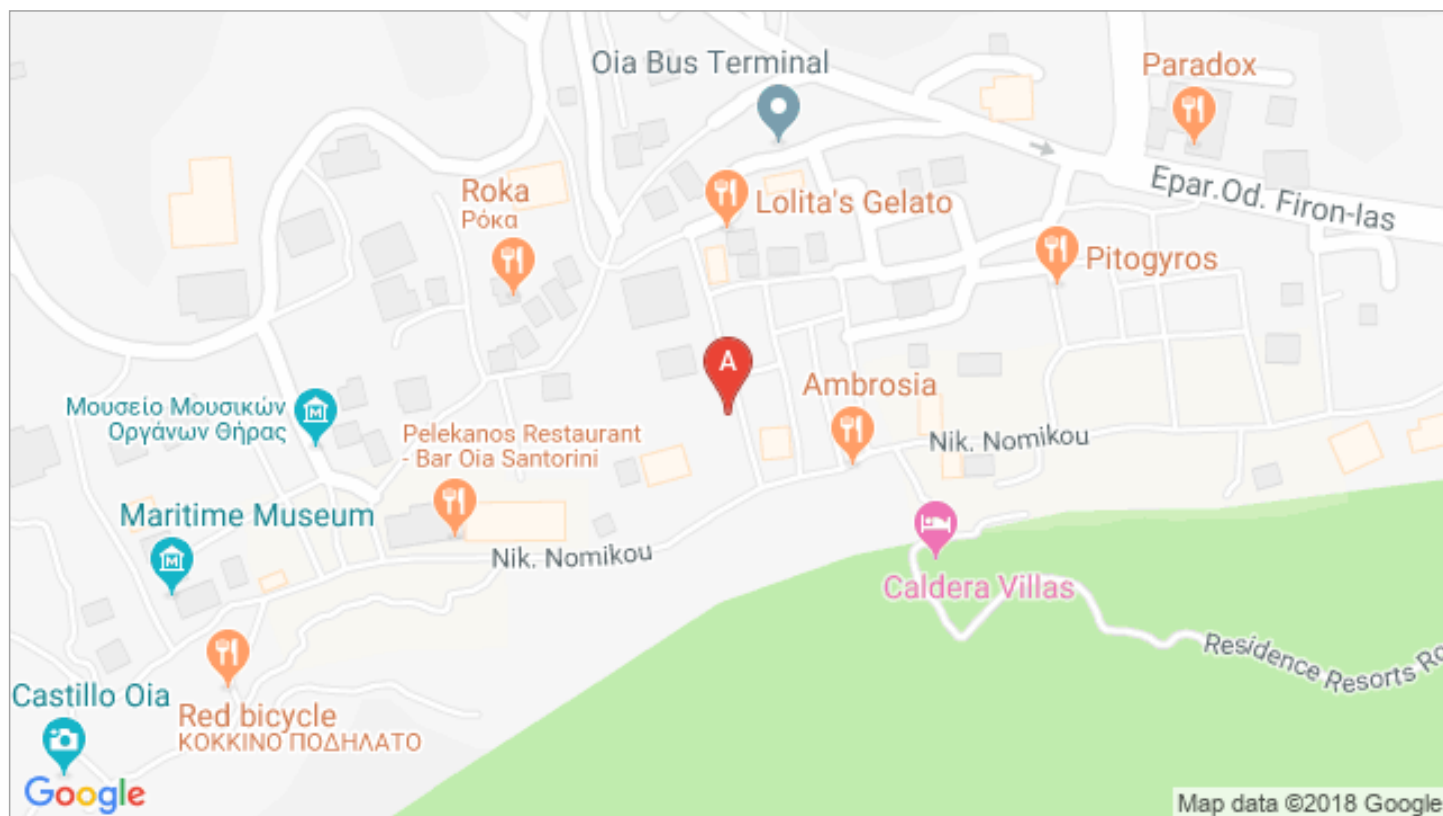 Oia Bus Terminal
Paradox
Roka
Ρόκα
Lolita's Gelato
Epar.Od. Firon-Ias
Pitogyros
A
Ambrosia
Μουσείο Μουσικών
Οργάνων Θήρας
Pelekanos Restaurant
- Bar Oia Santorini
Nik. Nomikou
Maritime Museum
Nik. Nomikou
Caldera Villas
Residence Resorts Ro
Castillo Oia
Red bicycle
ΚΟΚΚΙΝΟ ΠΟΔΗΛΑΤΟ
Google
Map data ©2018 Google